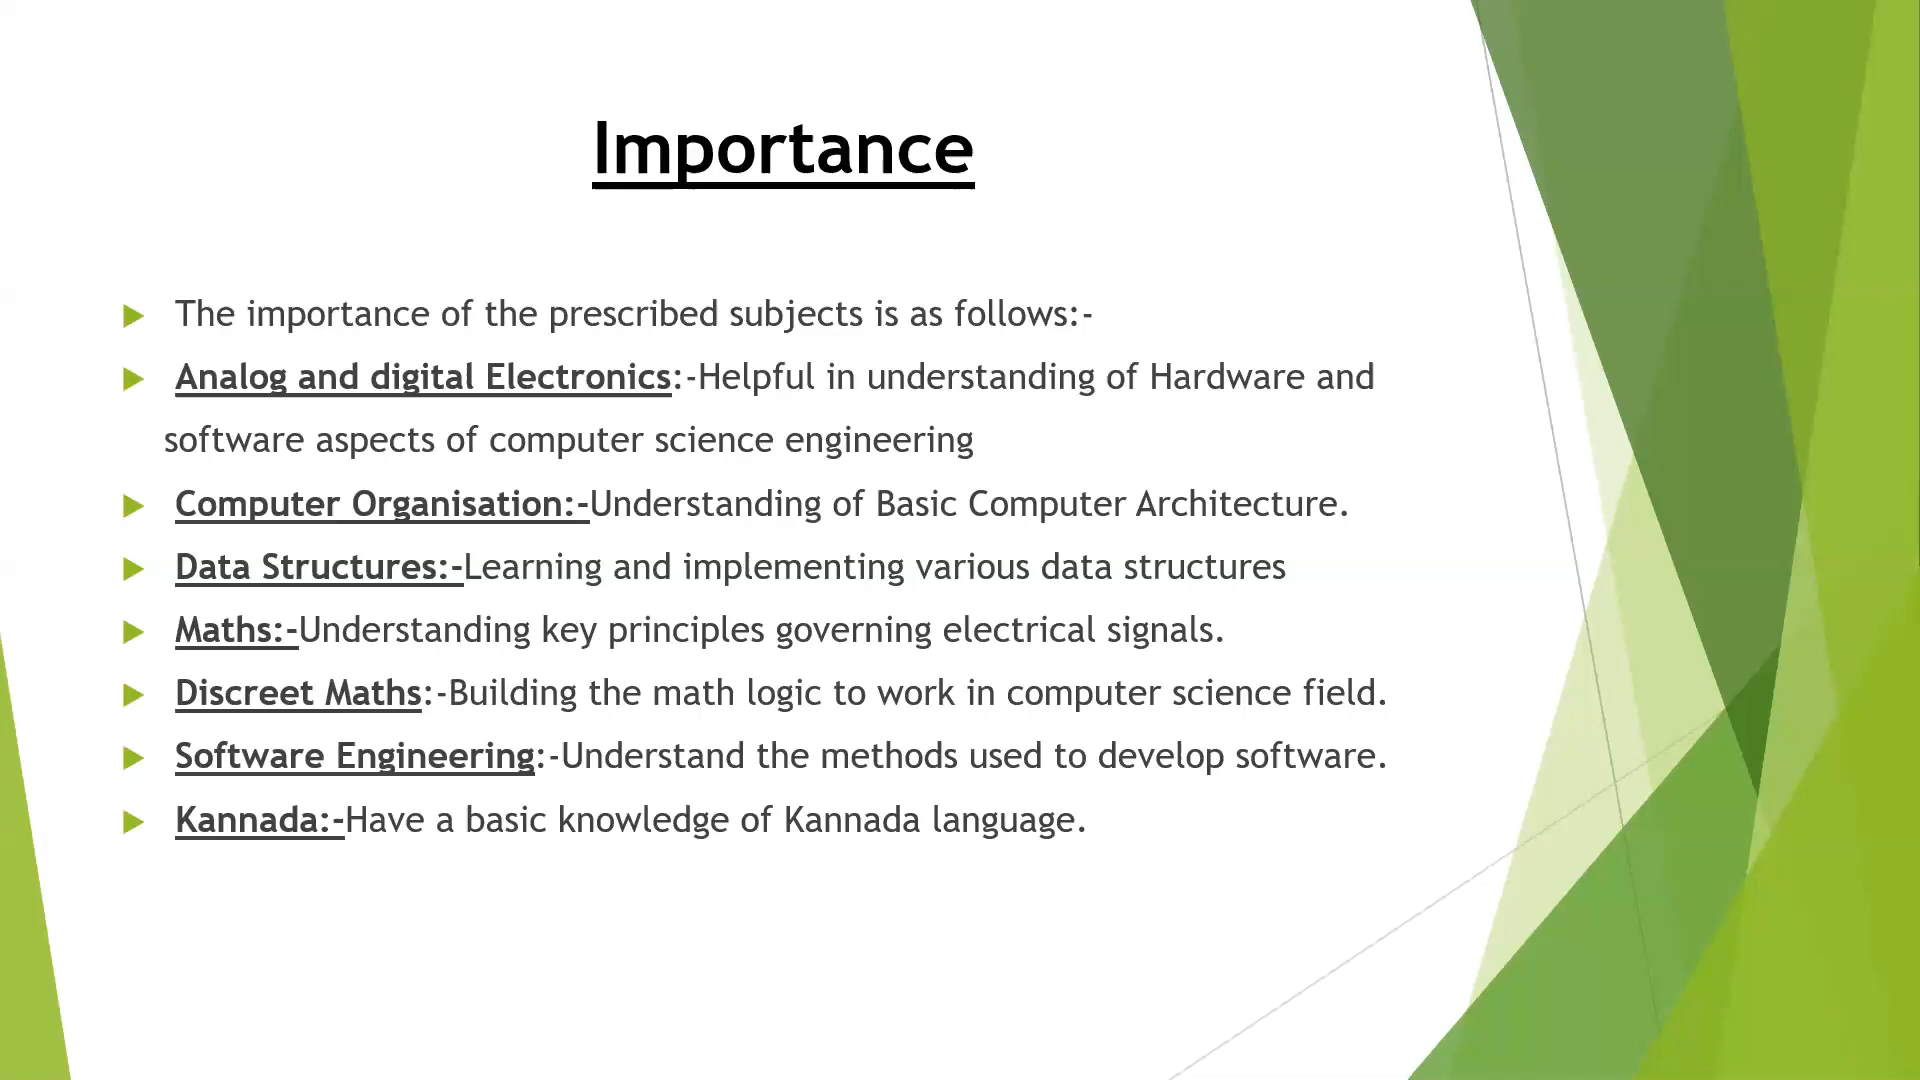 Importance
The importance of the prescribed subjects is as follows:-
Analog and digital Electronics:-Helpful in understanding of Hardware and
software aspects of computer science engineering
Computer Organisation:-Understanding of Basic Computer Architecture.
Data Structures:-Learning and implementing various data structures
Maths:-Understanding key principles governing electrical signals.
Discreet Maths:-Building the math logic to work in computer science field.
Software Engineering:-Understand the methods used to develop software.
Kannada:-Have a basic knowledge of Kannada language.